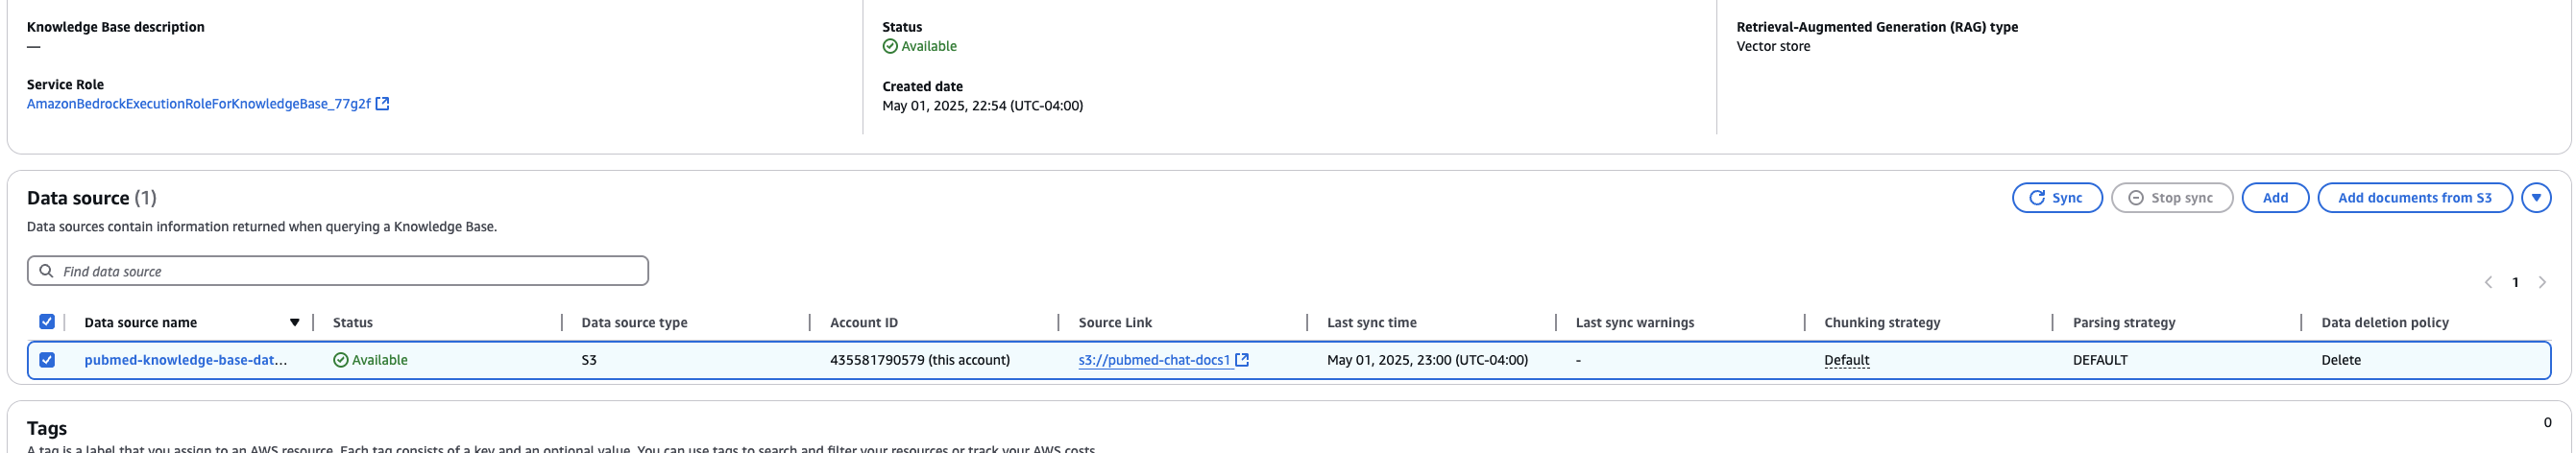 Knowledge Base description
—
Status
Available
Retrieval-Augmented Generation (RAG) type
Vector store
Service Role
AmazonBedrockExecutionRoleForKnowledgeBase_77g2f
Created date
May 01, 2025, 22:54 (UTC-04:00)
Data source (1)
Sync
Stop sync
Add
Add documents from S3
Data sources contain information returned when querying a Knowledge Base.
Find data source
1
Data source name Status Data source type Account ID Source Link Last sync time Last sync warnings Chunking strategy Parsing strategy Data deletion policy
pubmed-knowledge-base-dat... Available S3 435581790579 (this account) s3://pubmed-chat-docs1 May 01, 2025, 23:00 (UTC-04:00) - Default DEFAULT Delete
Tags
0
A tag is a label that you assign to an AWS resource. Each tag consists of a key and an optional value. You can use tags to search and filter your resources or track your AWS costs.